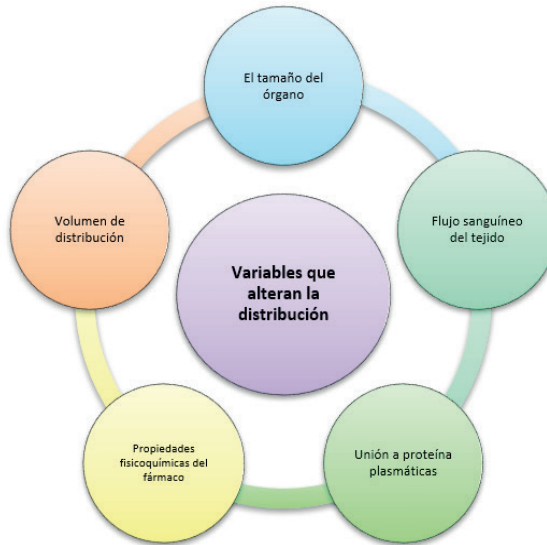 El tamaño del
órgano
Volumen de
distribución
Flujo sanguíneo
del tejido
Variables que
alteran la
distribución
Propiedades
fisicoquímicas del
fármaco
Unión a proteína
plasmáticas